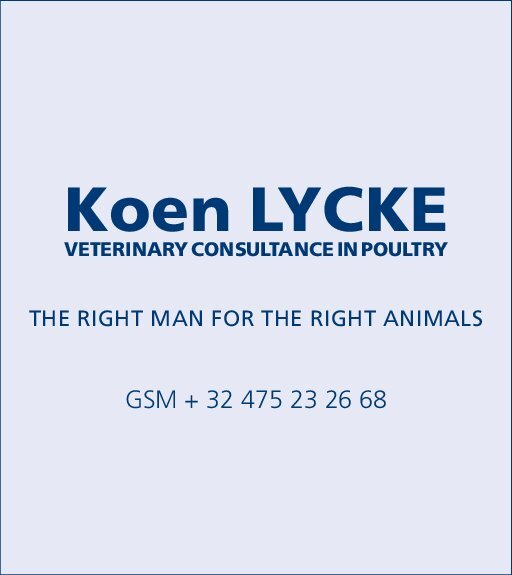 Koen LYCKE
VETERINARY CONSULTANCE IN POULTRY
THE RIGHT MAN FOR THE RIGHT ANIMALS
GSM + 32 475 23 26 68